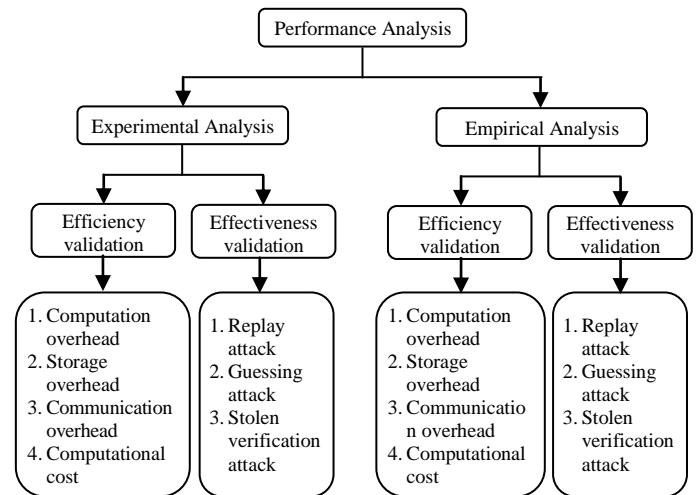 Performance Analysis
Experimental Analysis
Empirical Analysis
Efficiency
validation
Effectiveness
validation
Efficiency
validation
Effectiveness
validation
1. Computation
overhead
2. Storage
overhead
3. Communication
overhead
4. Computational
cost
1. Replay
attack
2. Guessing
attack
3. Stolen
verification
attack
1. Computation
overhead
2. Storage
overhead
3. Communicatio
n overhead
4. Computational
cost
1. Replay
attack
2. Guessing
attack
3. Stolen
verification
attack